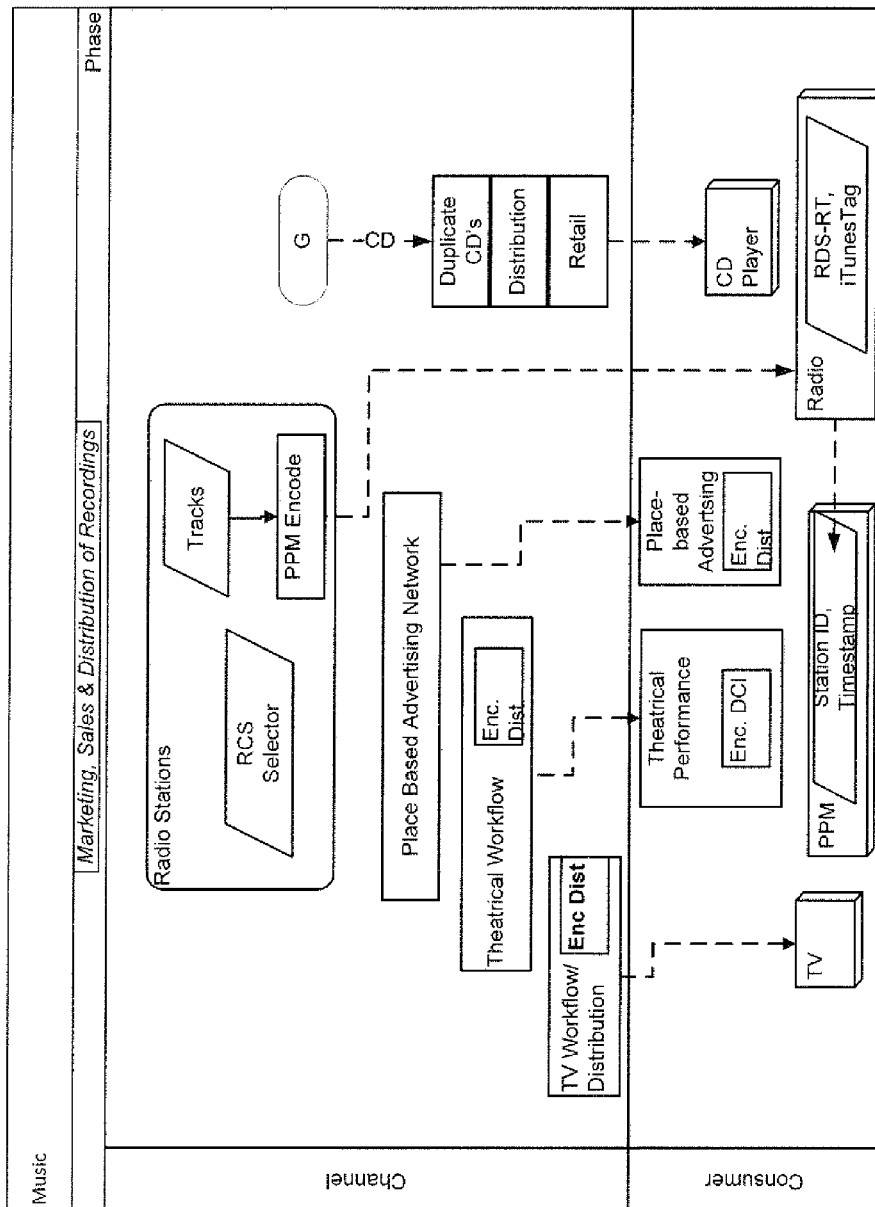 Music
Marketing, Sales & Distribution of Recordings
Phase
Channel
Radio Stations
RCS
Selector
Tracks
PPM Encode
G
CD
Duplicate
CD's
Distribution
Retail
Place Based Advertising Network
Theatrical Workflow
Enc.
Dist.
TV Workflow/
Distribution
Enc Dist
Consumer
TV
Theatrical
Performance
Enc. DCI
Place-
based
Advertsing
Enc.
Dist.
CD
Player
PPM
Station ID,
Timestamp
Radio
RDS-RT,
iTunesTag